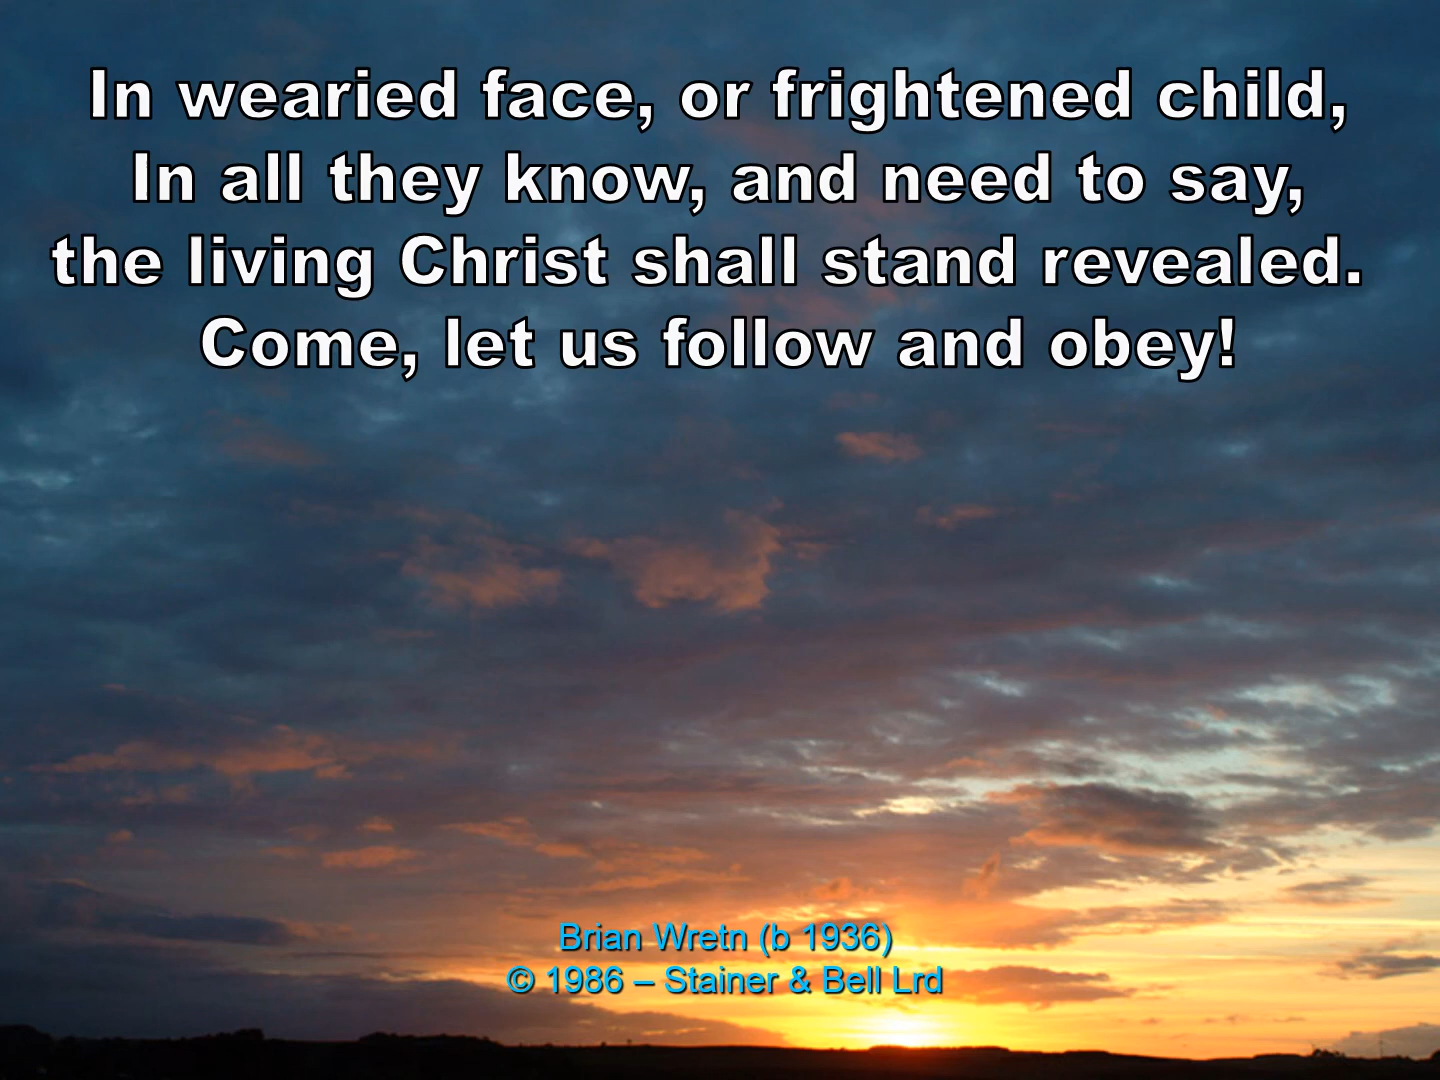 In wearied face, or frightened child,
In all they know, and need to say,
the living Christ shall stand revealed.
Come, let us follow and obey!
Brian Wretn (b 1936)
© 1986 – Stainer & Bell Lrd